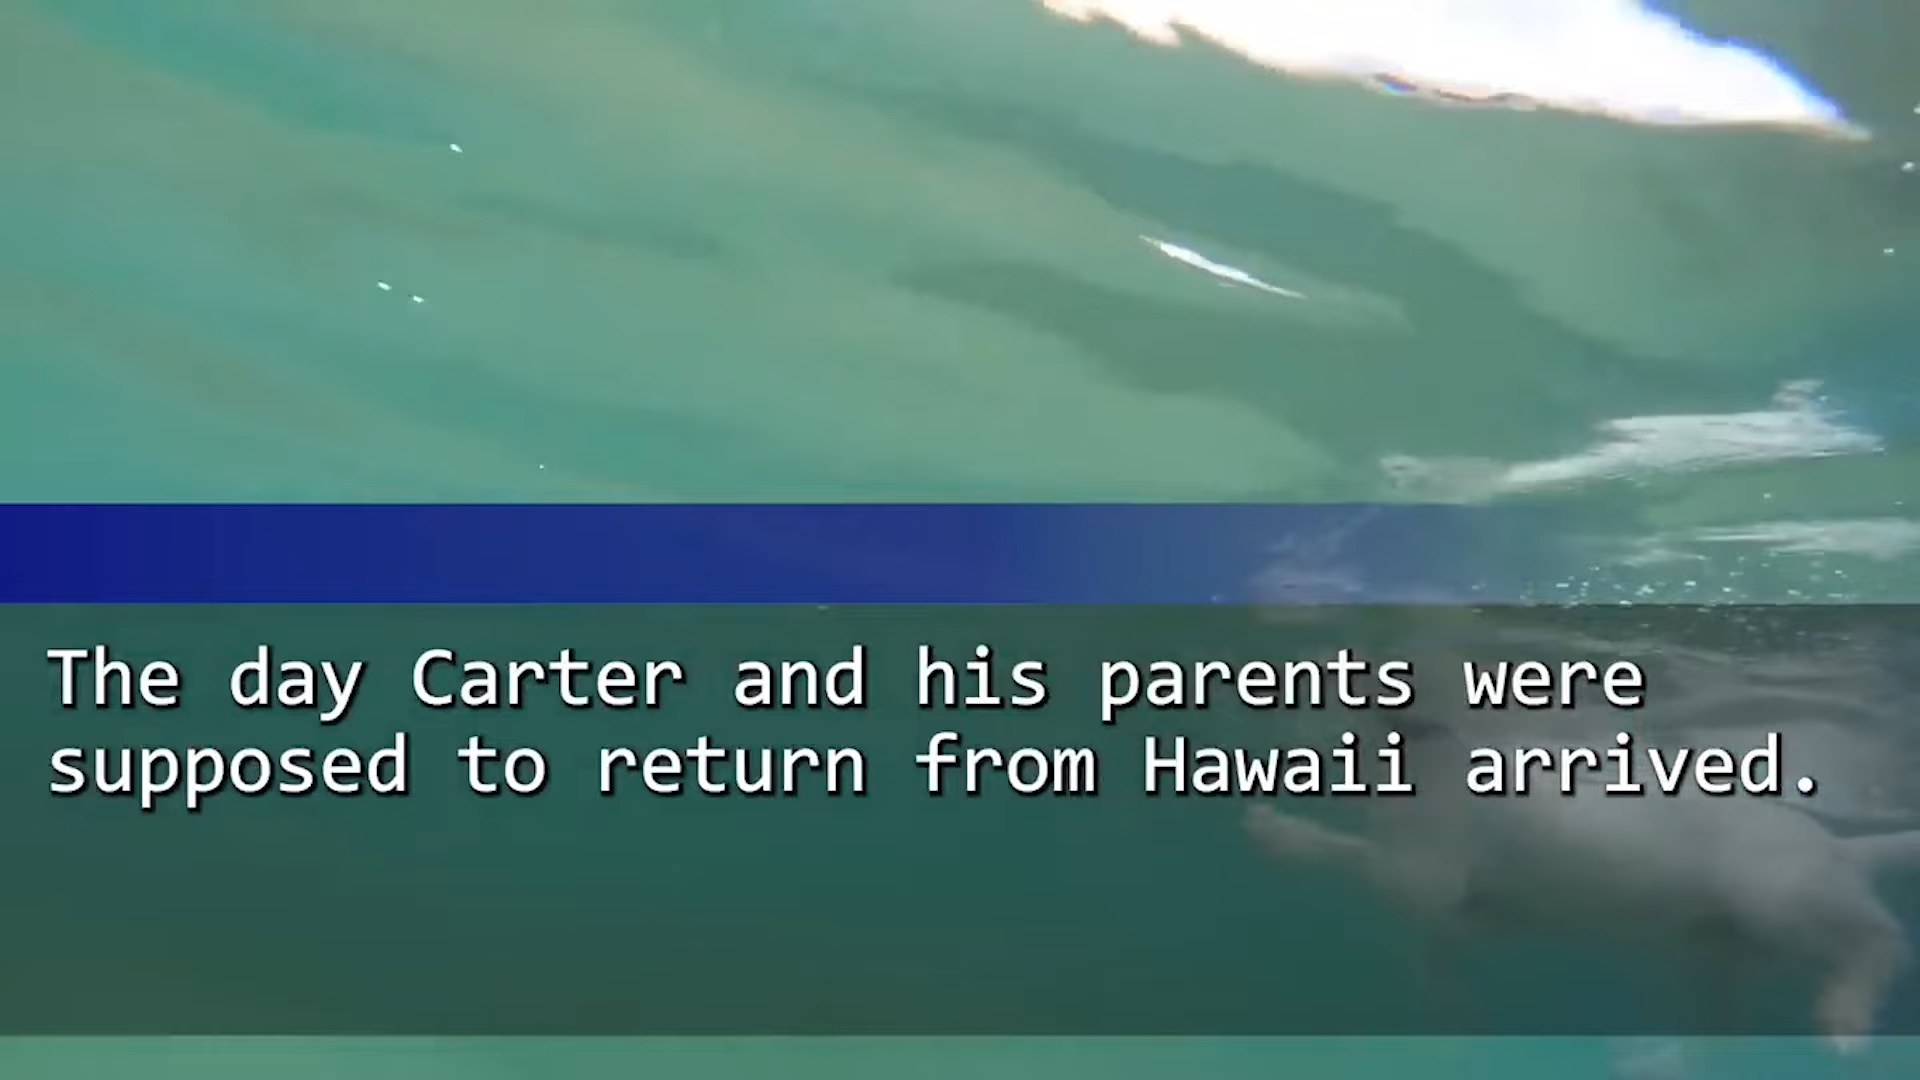 The day Carter and his parents were
supposed to return from Hawaii arrived.